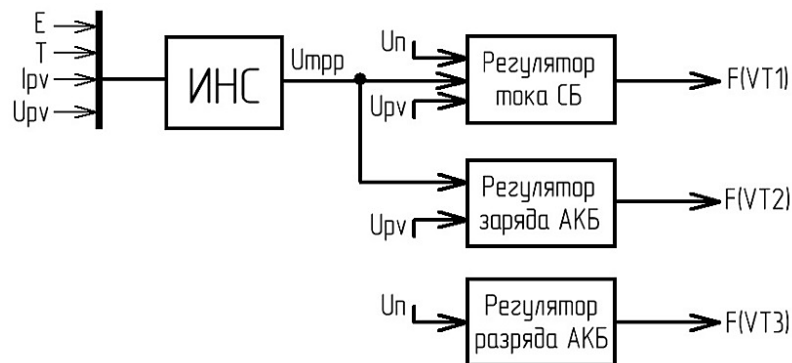 E
T
Ipv
Upv
ИНС
Umpp
Uп
Upv
Регулятор
тока СБ
F(VT1)
Upv
Регулятор
заряда АКБ
F(VT2)
Uп
Регулятор
разряда АКБ
F(VT3)